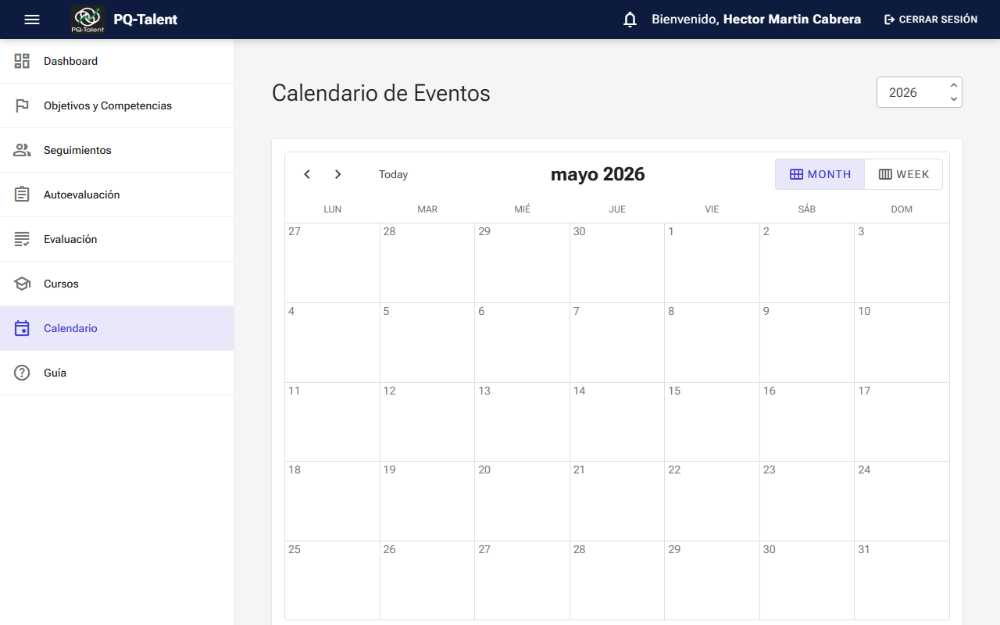 PQ-Talent
PQ-Talent
Bienvenido, Hector Martin Cabrera
CERRAR SESIÓN
Dashboard
Objetivos y Competencias
Seguimientos
Autoevaluación
Evaluación
Cursos
Calendario
Guía
Calendario de Eventos
2026
Today
mayo 2026
MONTH
WEEK
LUN MAR MIÉ JUE VIE SÁB DOM
27 28 29 30 1 2 3
4 5 6 7 8 9 10
11 12 13 14 15 16 17
18 19 20 21 22 23 24
25 26 27 28 29 30 31